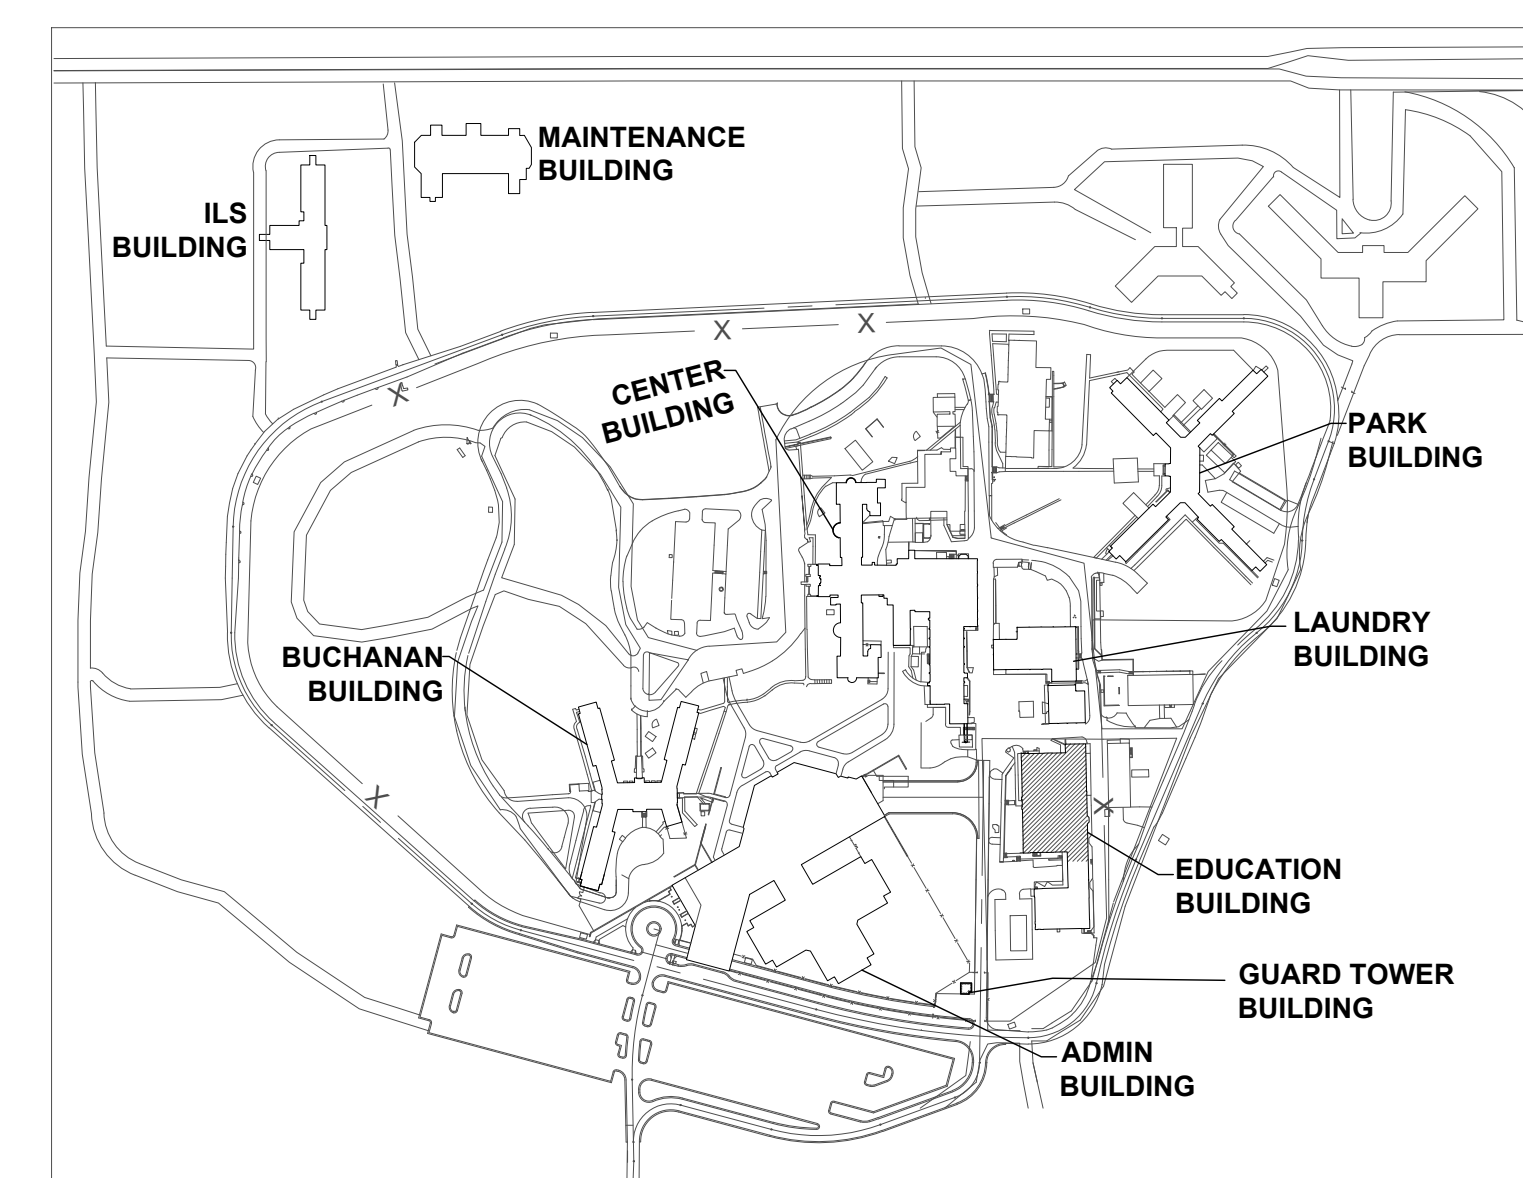 MAINTENANCE
BUILDING
ILS
BUILDING
X
X
X
CENTER
BUILDING
PARK
BUILDING
LAUNDRY
BUILDING
BUCHANAN
BUILDING
X
X
EDUCATION
BUILDING
GUARD TOWER
BUILDING
ADMIN
BUILDING